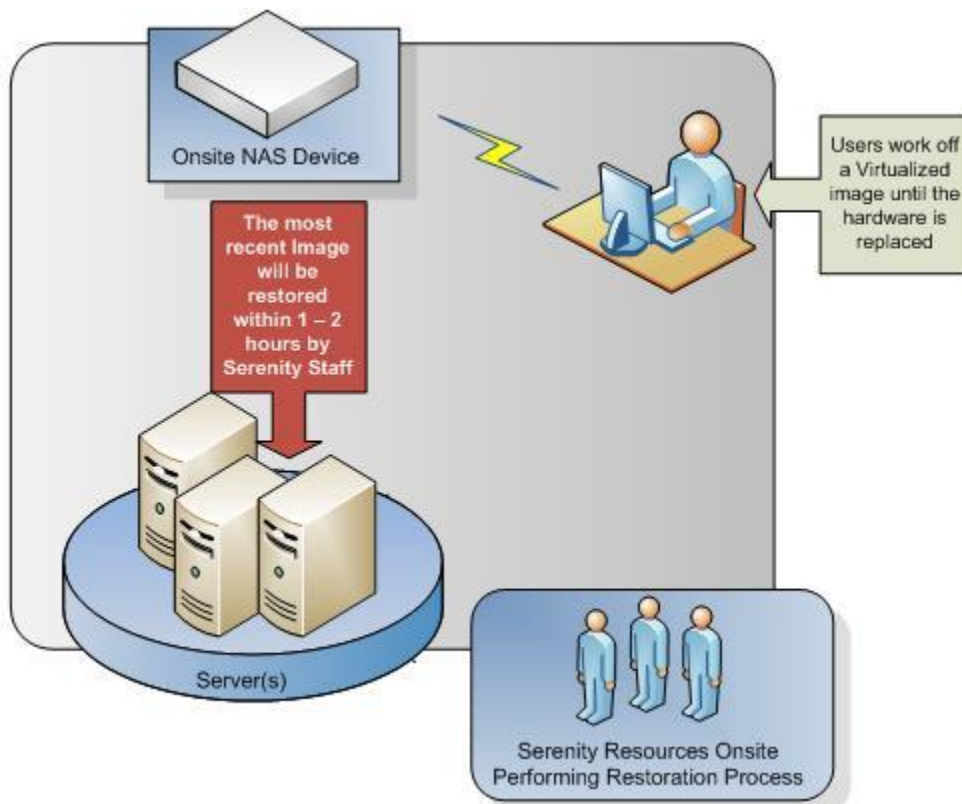 Onsite NAS Device
Users work off
a Virtualized
image until the
hardware is
replaced
The most
recent Image
will be
restored
within 1 – 2
hours by
Serenity Staff
Server(s)
Serenity Resources Onsite
Performing Restoration Process